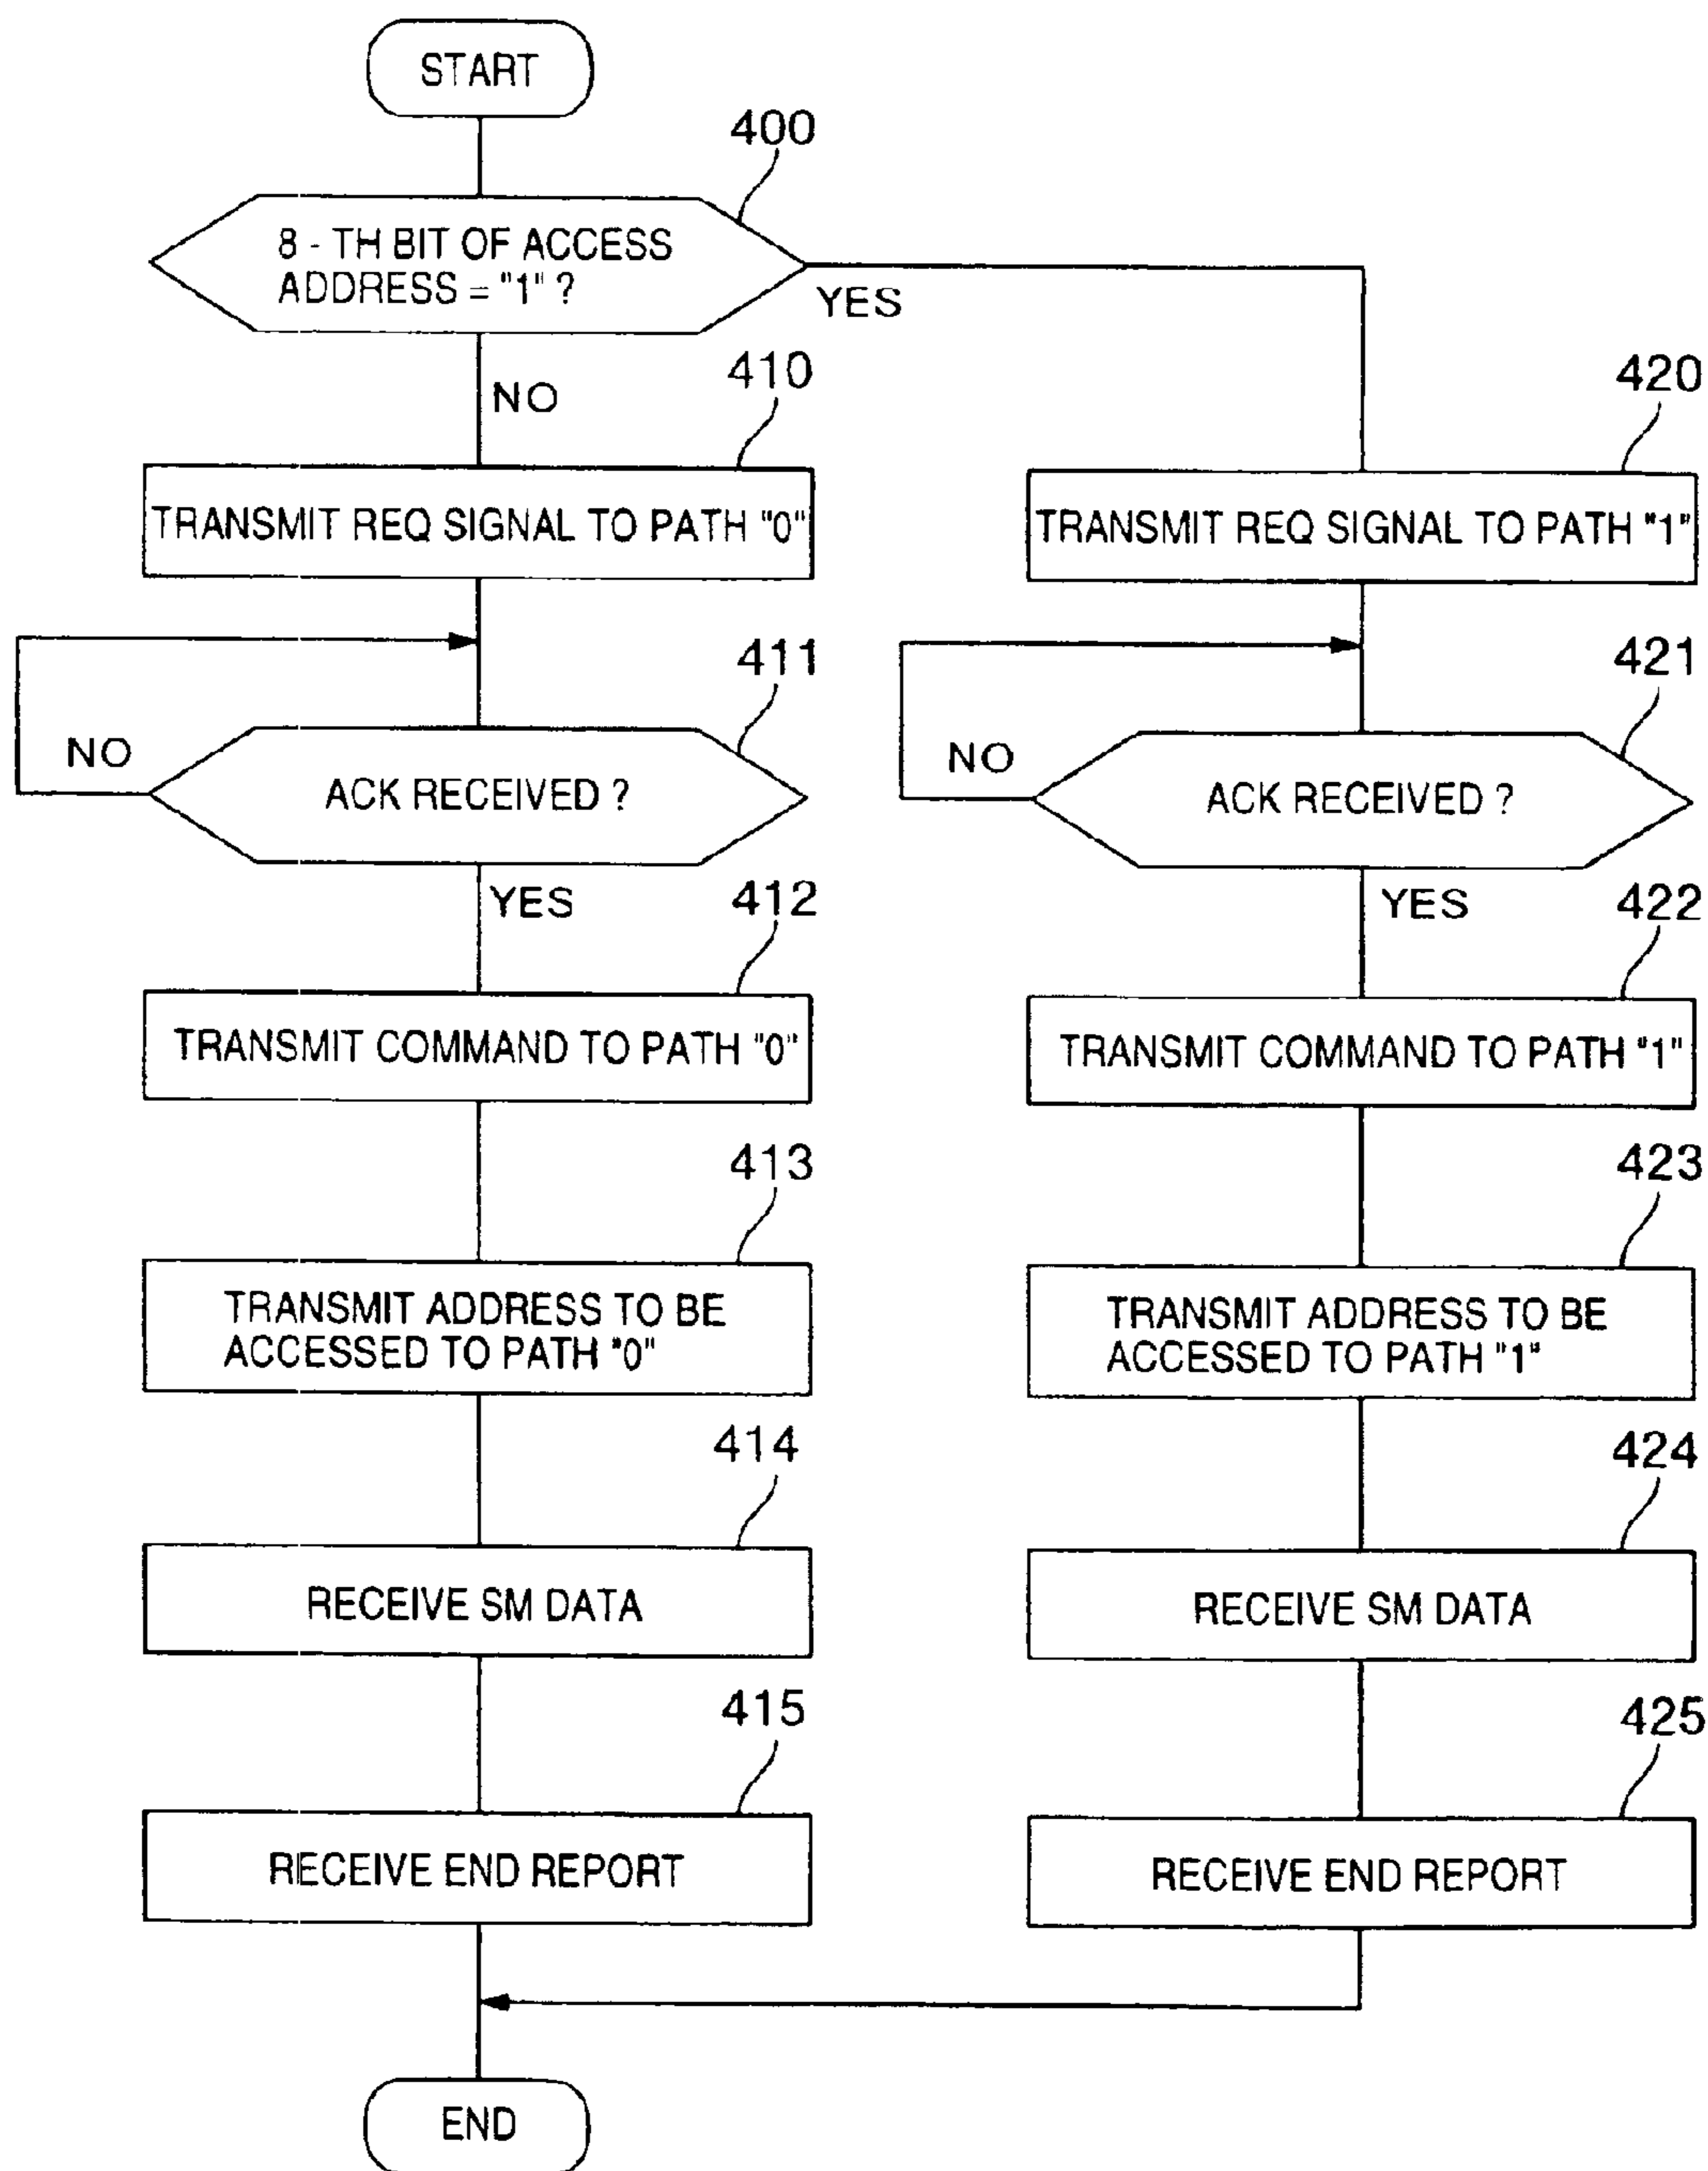 START
400
8 - TH BIT OF ACCESS
ADDRESS = "1" ?
YES
NO
410
420
TRANSMIT REQ SIGNAL TO PATH "0"
TRANSMIT REQ SIGNAL TO PATH "1"
411
421
NO
ACK RECEIVED ?
NO
ACK RECEIVED ?
YES
412
YES
422
TRANSMIT COMMAND TO PATH "0"
TRANSMIT COMMAND TO PATH "1"
413
423
TRANSMIT ADDRESS TO BE
ACCESSED TO PATH "0"
TRANSMIT ADDRESS TO BE
ACCESSED TO PATH "1"
414
424
RECEIVE SM DATA
RECEIVE SM DATA
415
425
RECEIVE END REPORT
RECEIVE END REPORT
END